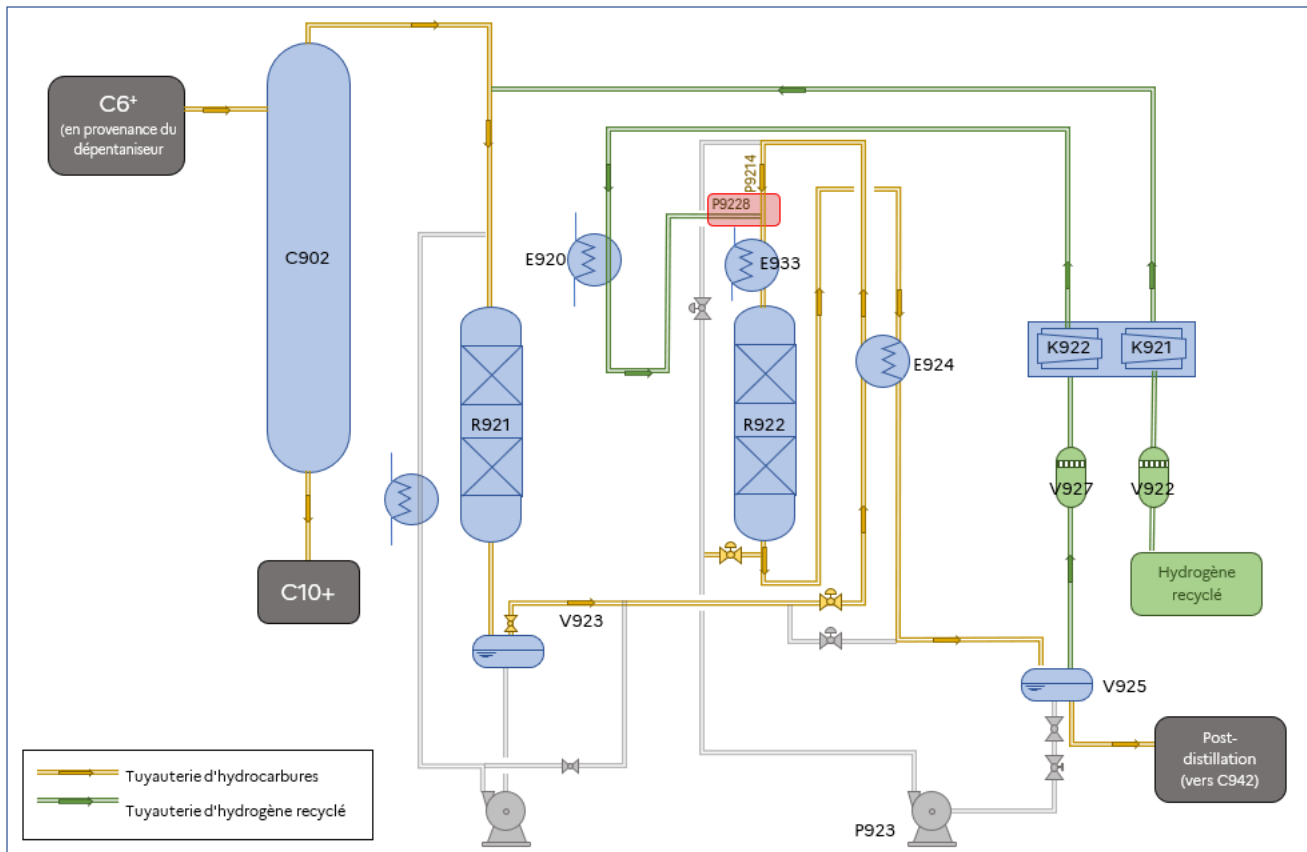 C6⁺
(en provenance du
dépentaniseur
C902
C10+
E920
P9214
P9228
E933
R921
R922
E924
K922
K921
V927
V922
Hydrogène
recyclé
V923
V925
Post-
distillation
(vers C942)
P923
Tuyauterie d'hydrocarbures
Tuyauterie d'hydrogène recyclé